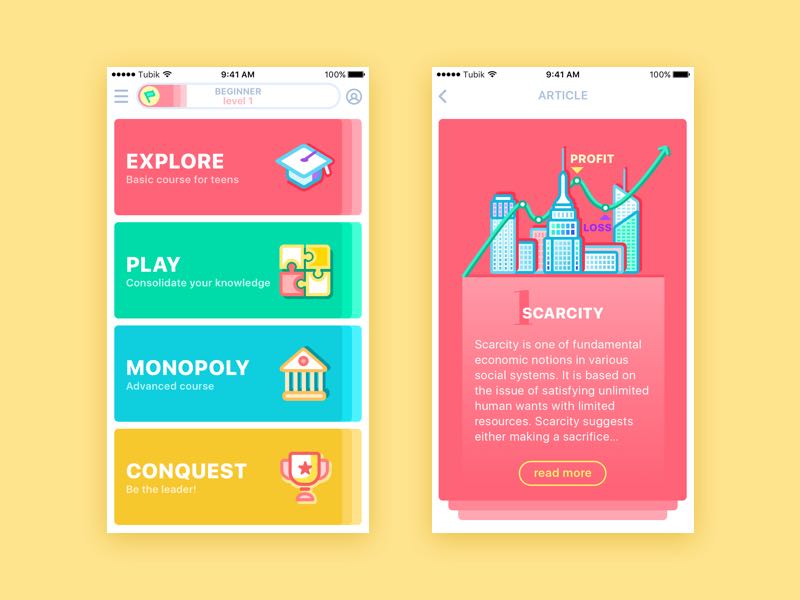 Tubik 9:41 AM 100%
BEGINNER
level 1
EXPLORE
Basic course for teens
PLAY
Consolidate your knowledge
MONOPOLY
Advanced course
CONQUEST
Be the leader!
Tubik 9:41 AM 100%
ARTICLE
PROFIT
LOSS
1 SCARCITY
Scarcity is one of fundamental
economic notions in various
social systems. It is based on
the issue of satisfying unlimited
human wants with limited
resources. Scarcity suggests
either making a sacrifice...
read more